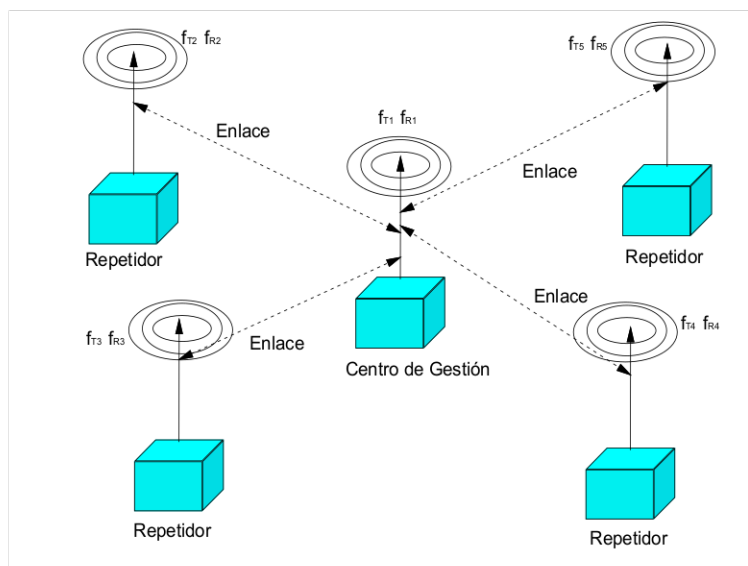 fT2 fR2
fT5 fR5
Enlace
fT1 fR1
Enlace
Repetidor
Repetidor
Enlace
fT3 fR3
Enlace
fT4 fR4
Centro de Gestión
Repetidor
Repetidor